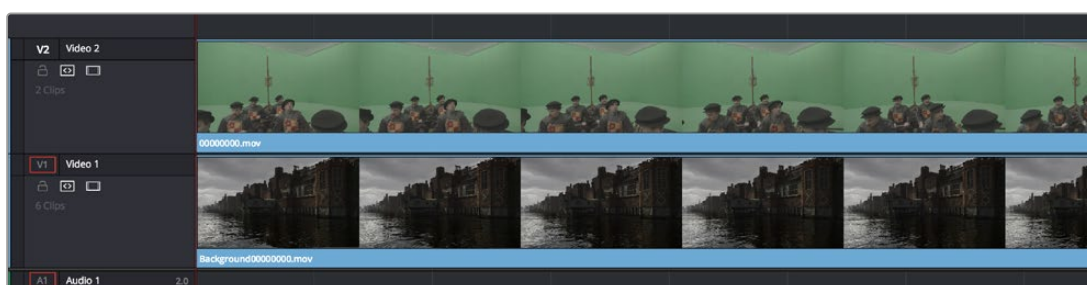 V2 Video 2
2 Clips
00000000.mov
V1 Video 1
6 Clips
Background00000000.mov
A1 Audio 1 2.0